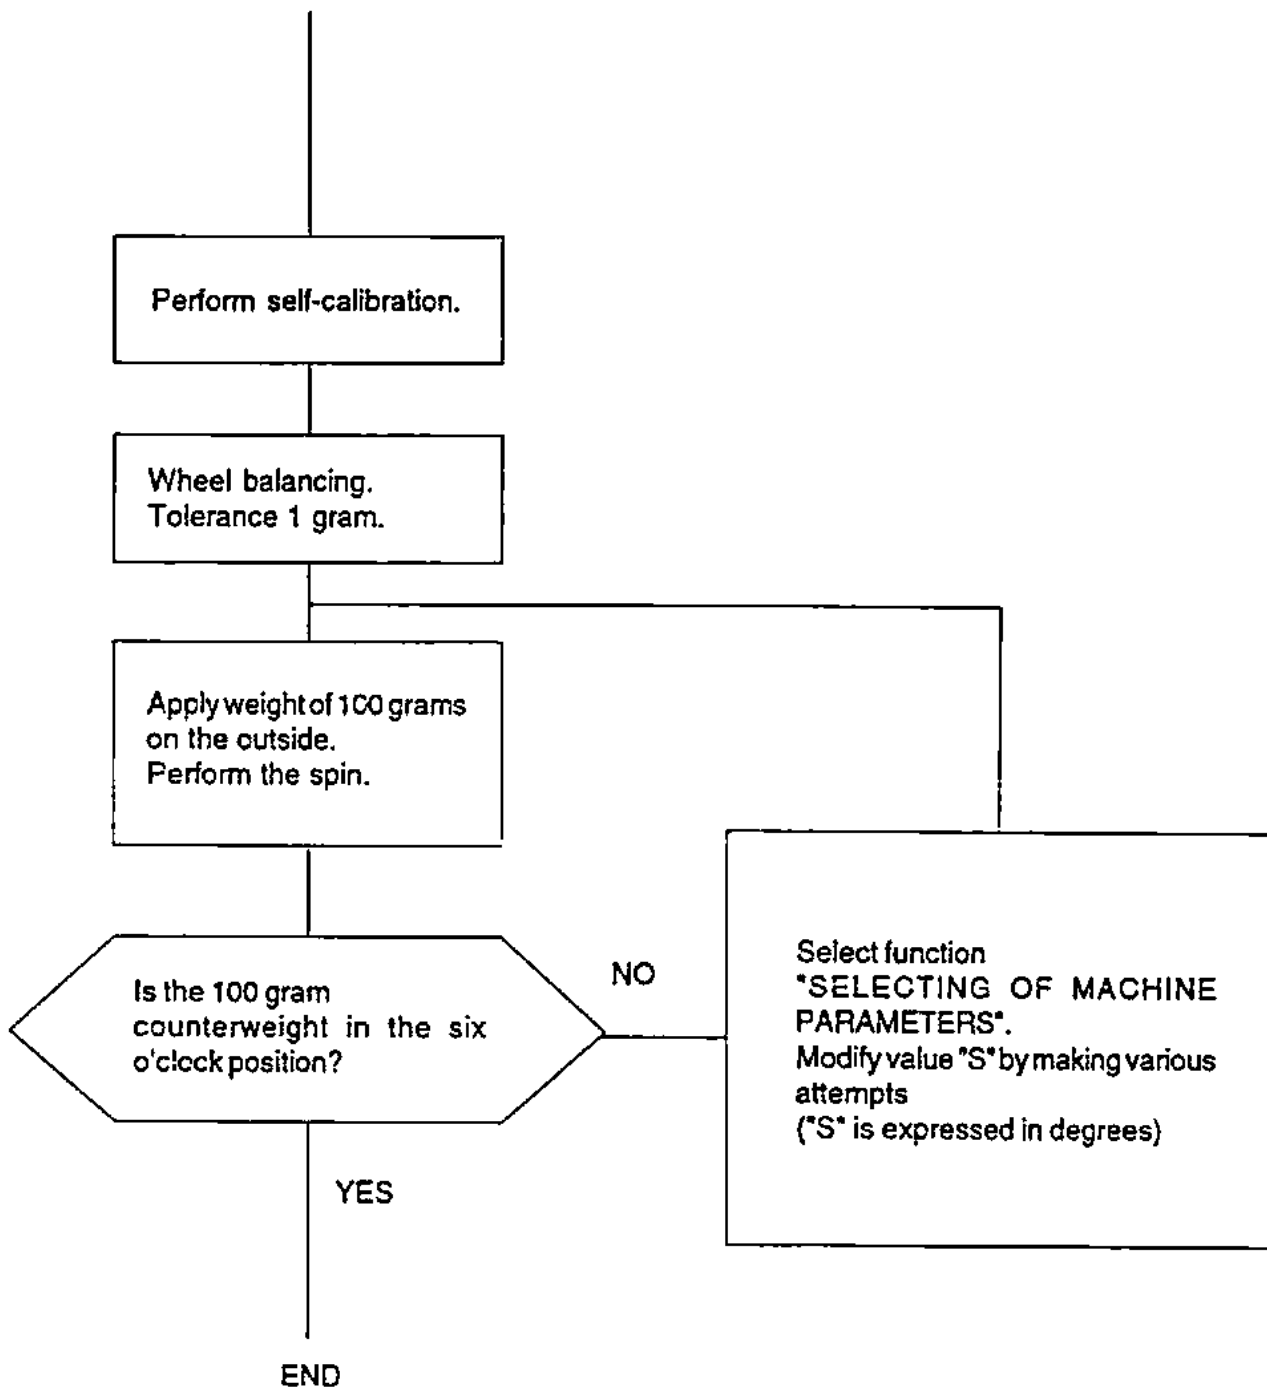 Perform self-calibration.
Wheel balancing.
Tolerance 1 gram.
Apply weight of 100 grams
on the outside.
Perform the spin.
Is the 100 gram
counterweight in the six
o'clock position?
NO
Select function
"SELECTING OF MACHINE
PARAMETERS".
Modify value "S" by making various
attempts
("S" is expressed in degrees)
YES
END